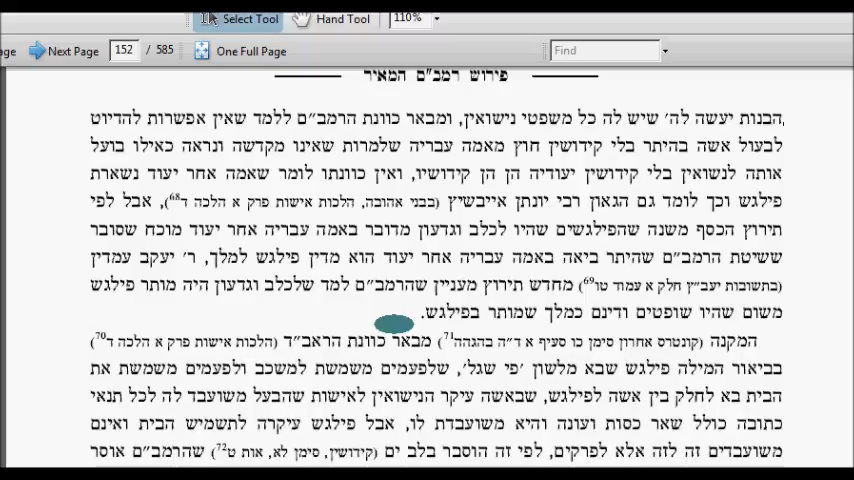 Select Tool Hand Tool 110%
age Next Page 152 / 585 One Full Page Find
פירוש רמב"ם המאיר
הבנות יעשה לה׳ שיש לה כל משפטי נישואין, ומבאר כוונת הרמב״ם ללמד שאין אפשרות להדיוט
לבעול אשה בהיתר בלי קידושין חוץ מאמה עבריה שלמרות שאינו מקדשה ונראה כאילו בועל
אותה לנשואין בלי קידושין יעודיה הן הן קידושיו, ואין כוונתו לומר שאמה אחר יעוד נשארת
פילגש וכך לומד גם הגאון רבי יונתן אייבשיץ (בבני אהובה, הלכות אישות פרק א הלכה ד68), אבל לפי
תירוץ הכסף משנה שהפילגשים שהיו לכלב וגדעון מדובר באמה עבריה אחר יעוד מוכח שסובר
ששיטת הרמב״ם שהיתר ביאה באמה עבריה אחר יעוד הוא מדין פילגש למלך, ר׳ יעקב עמדין
(בתשובות יעב״ץ חלק א עמוד טו69) מחדש תירוץ מעניין שהרמב״ם למד שלכלב וגדעון היה מותר פילגש
משום שהיו שופטים ודינם כמלך שמותר בפילגש.
המקנה (קונטרס אחרון סימן כו סעיף א ד״ה בהגהה71) מבאר כוונת הראב״ד (הלכות אישות פרק א הלכה ד70)
בביאור המילה פילגש שבא מלשון ׳פי שגל׳, שלפעמים משמשת למשכב ולפעמים משמשת את
הבית בא לחלק בין אשה לפילגש, שבאשה עיקר הנישואין לאישות שהבעל משועבד לה לכל תנאי
כתובה כולל שאר כסות ועונה והיא משועבדת לו, אבל פילגש עיקרה לתשמיש הבית ואינם
משועבדים זה לזה אלא לפרקים, לפי זה הוסבר בלב ים (קידושין, סימן לא, אות ט72) שהרמב״ם אוסר